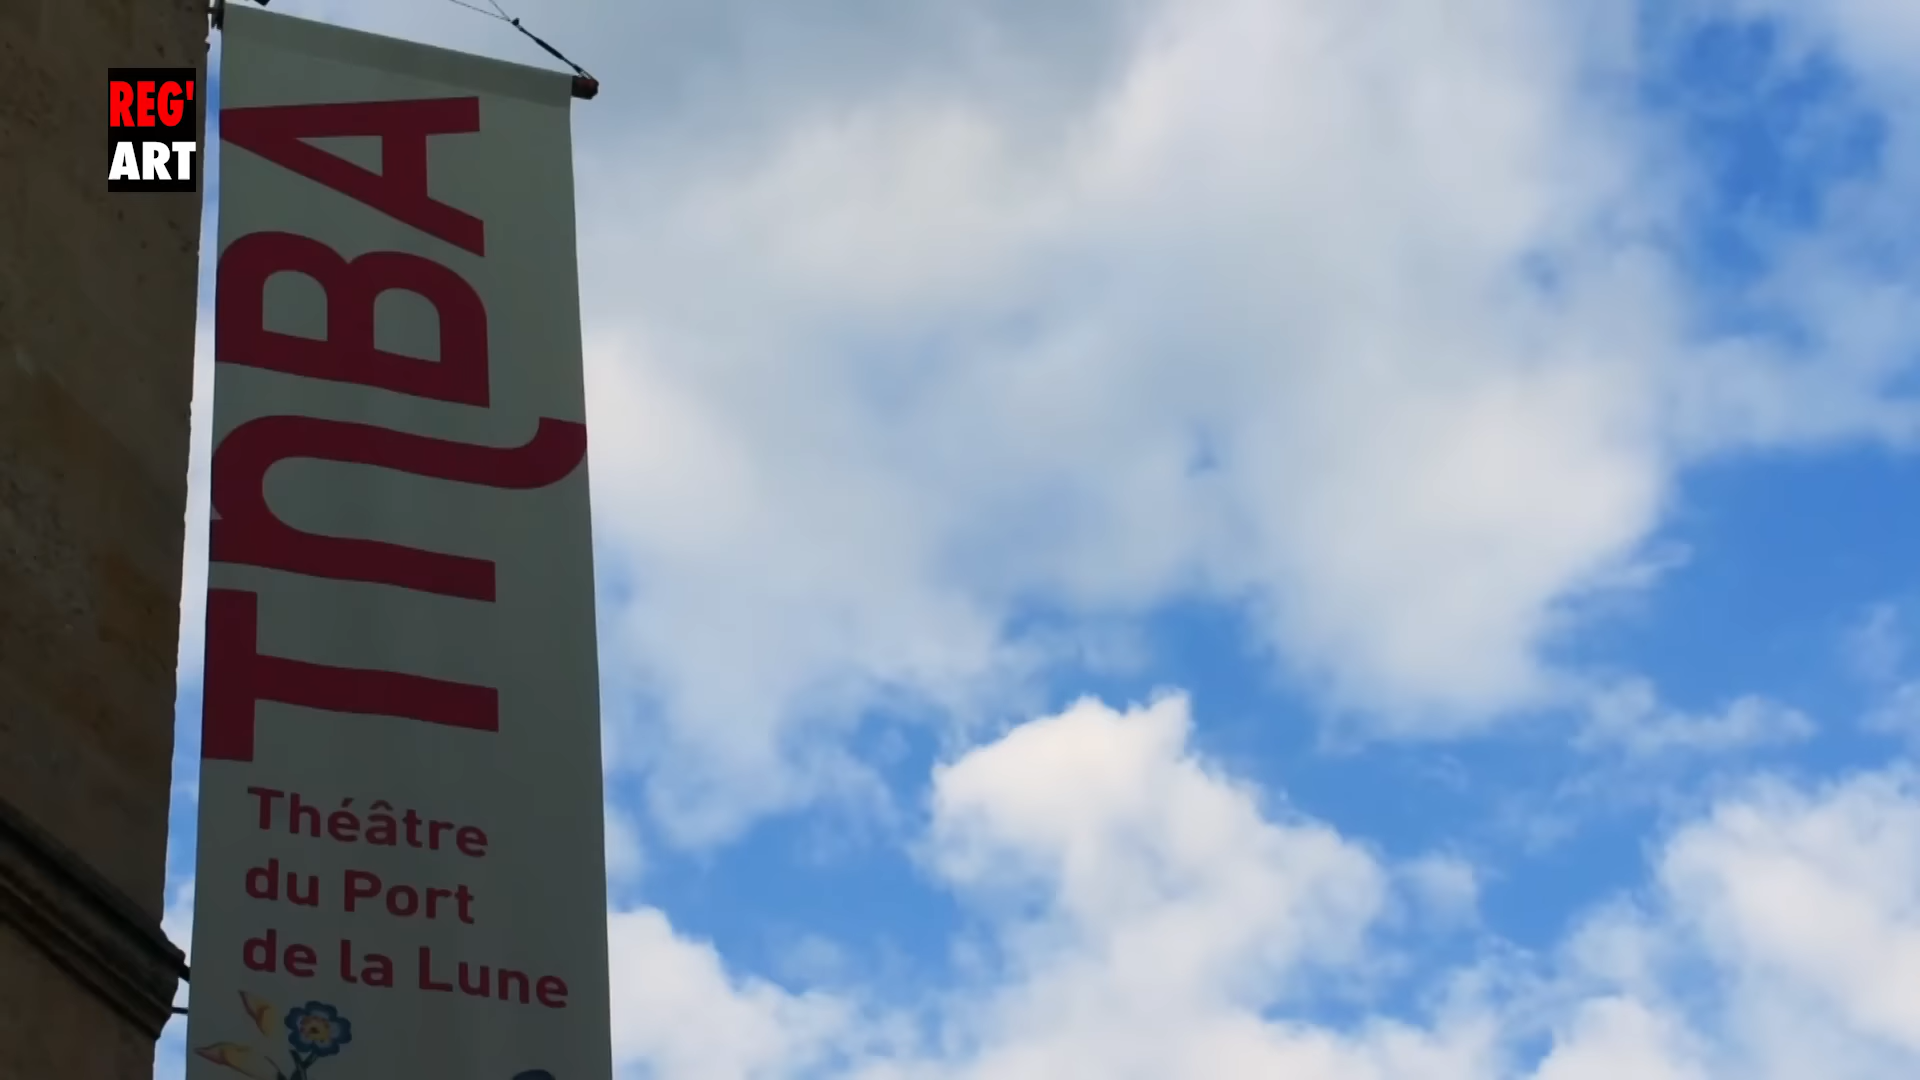 REG'
ART
TnBA
Théâtre
du Port
de la Lune